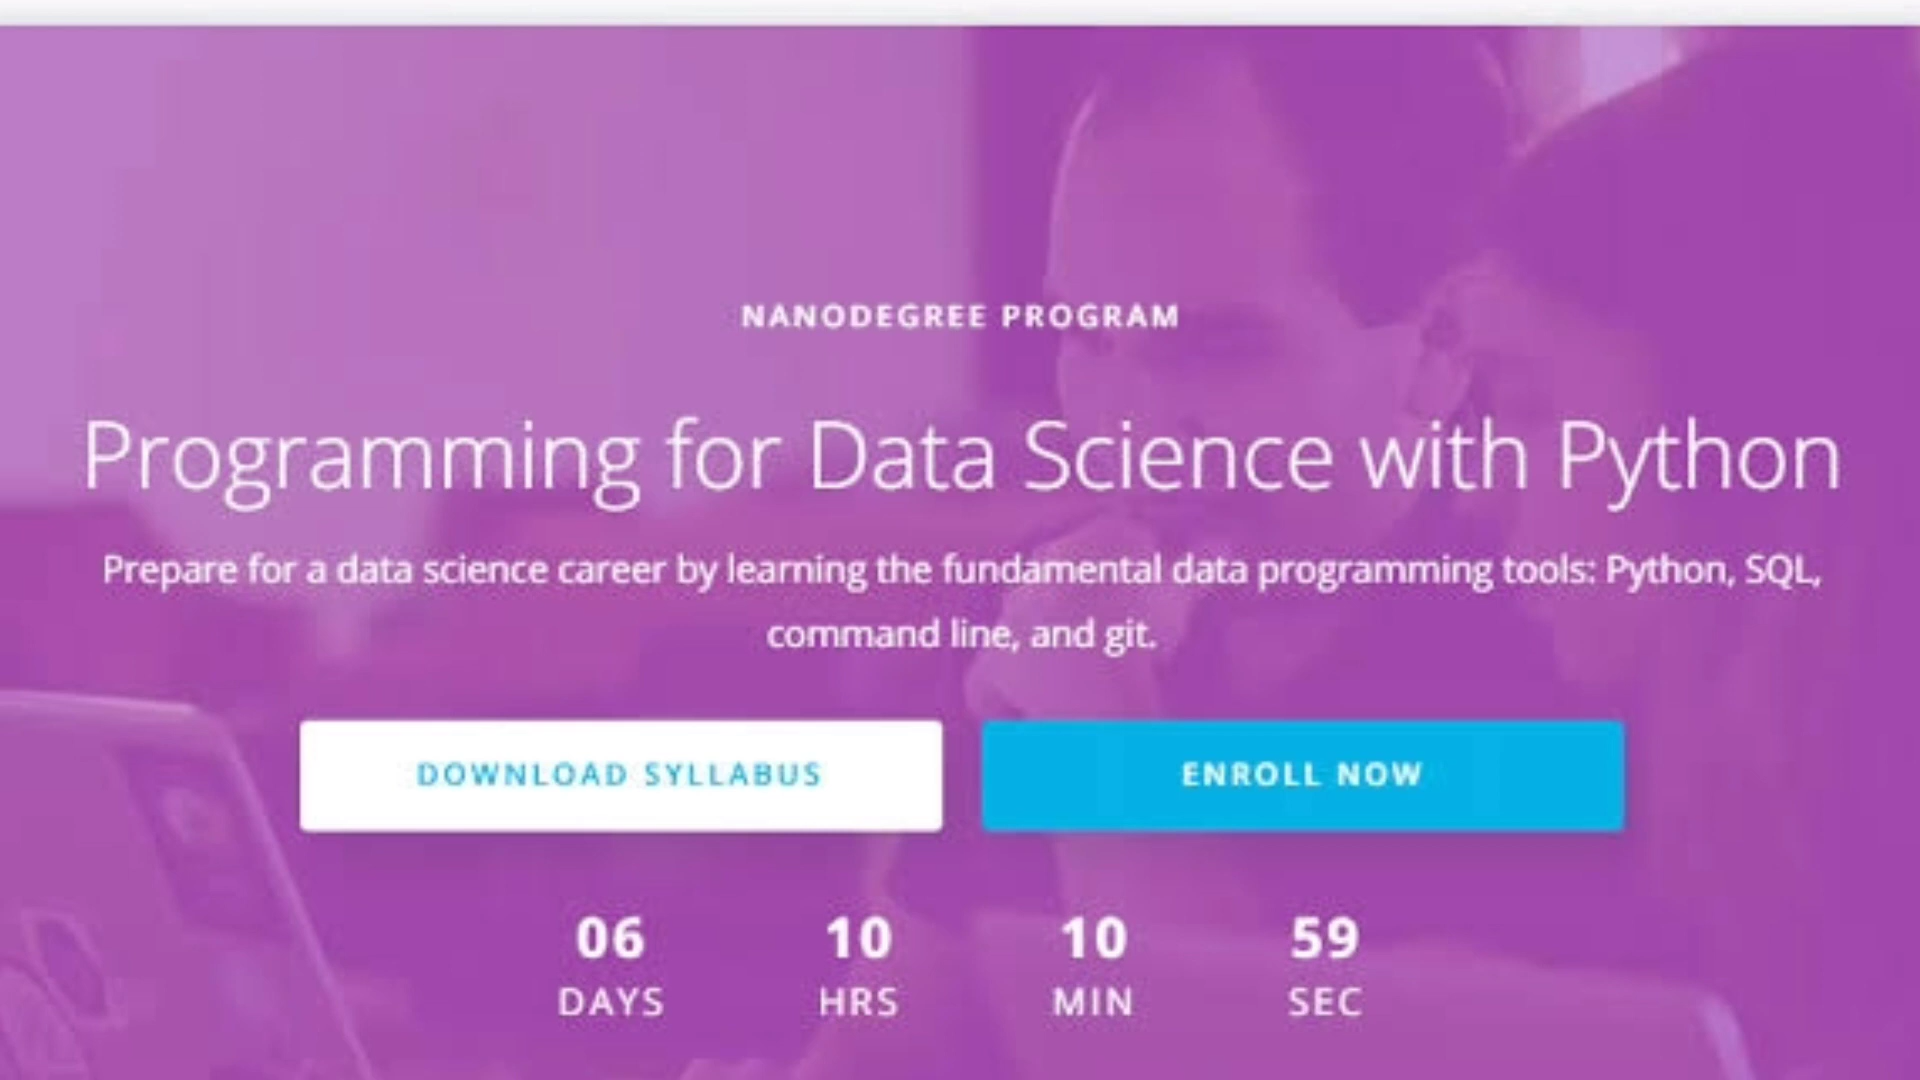 NANODEGREE PROGRAM
Programming for Data Science with Python
Prepare for a data science career by learning the fundamental data programming tools: Python, SQL,
command line, and git.
DOWNLOAD SYLLABUS ENROLL NOW
06 10 10 59
DAYS HRS MIN SEC